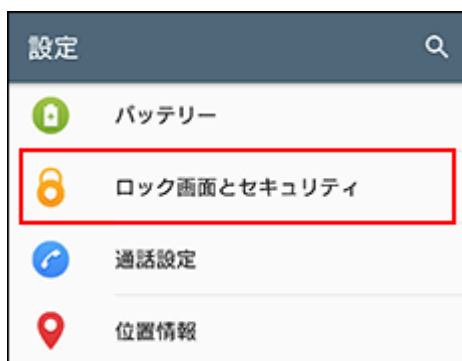 設定
バッテリー
ロック画面とセキュリティ
通話設定
位置情報